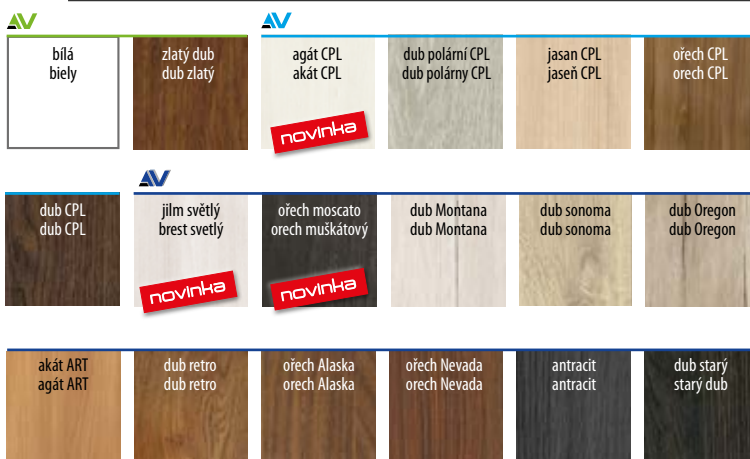 AV
AV
bílá
biely
zlatý dub
dub zlatý
agát CPL
akát CPL
novinka
dub polární CPL
dub polárny CPL
jasan CPL
jaseň CPL
ořech CPL
orech CPL
AV
dub CPL
dub CPL
jilm světlý
brest svetlý
novinka
ořech moscato
orech muškátový
novinka
dub Montana
dub Montana
dub sonoma
dub sonoma
dub Oregon
dub Oregon
akát ART
agát ART
dub retro
dub retro
ořech Alaska
orech Alaska
ořech Nevada
orech Nevada
antracit
antracit
dub starý
starý dub